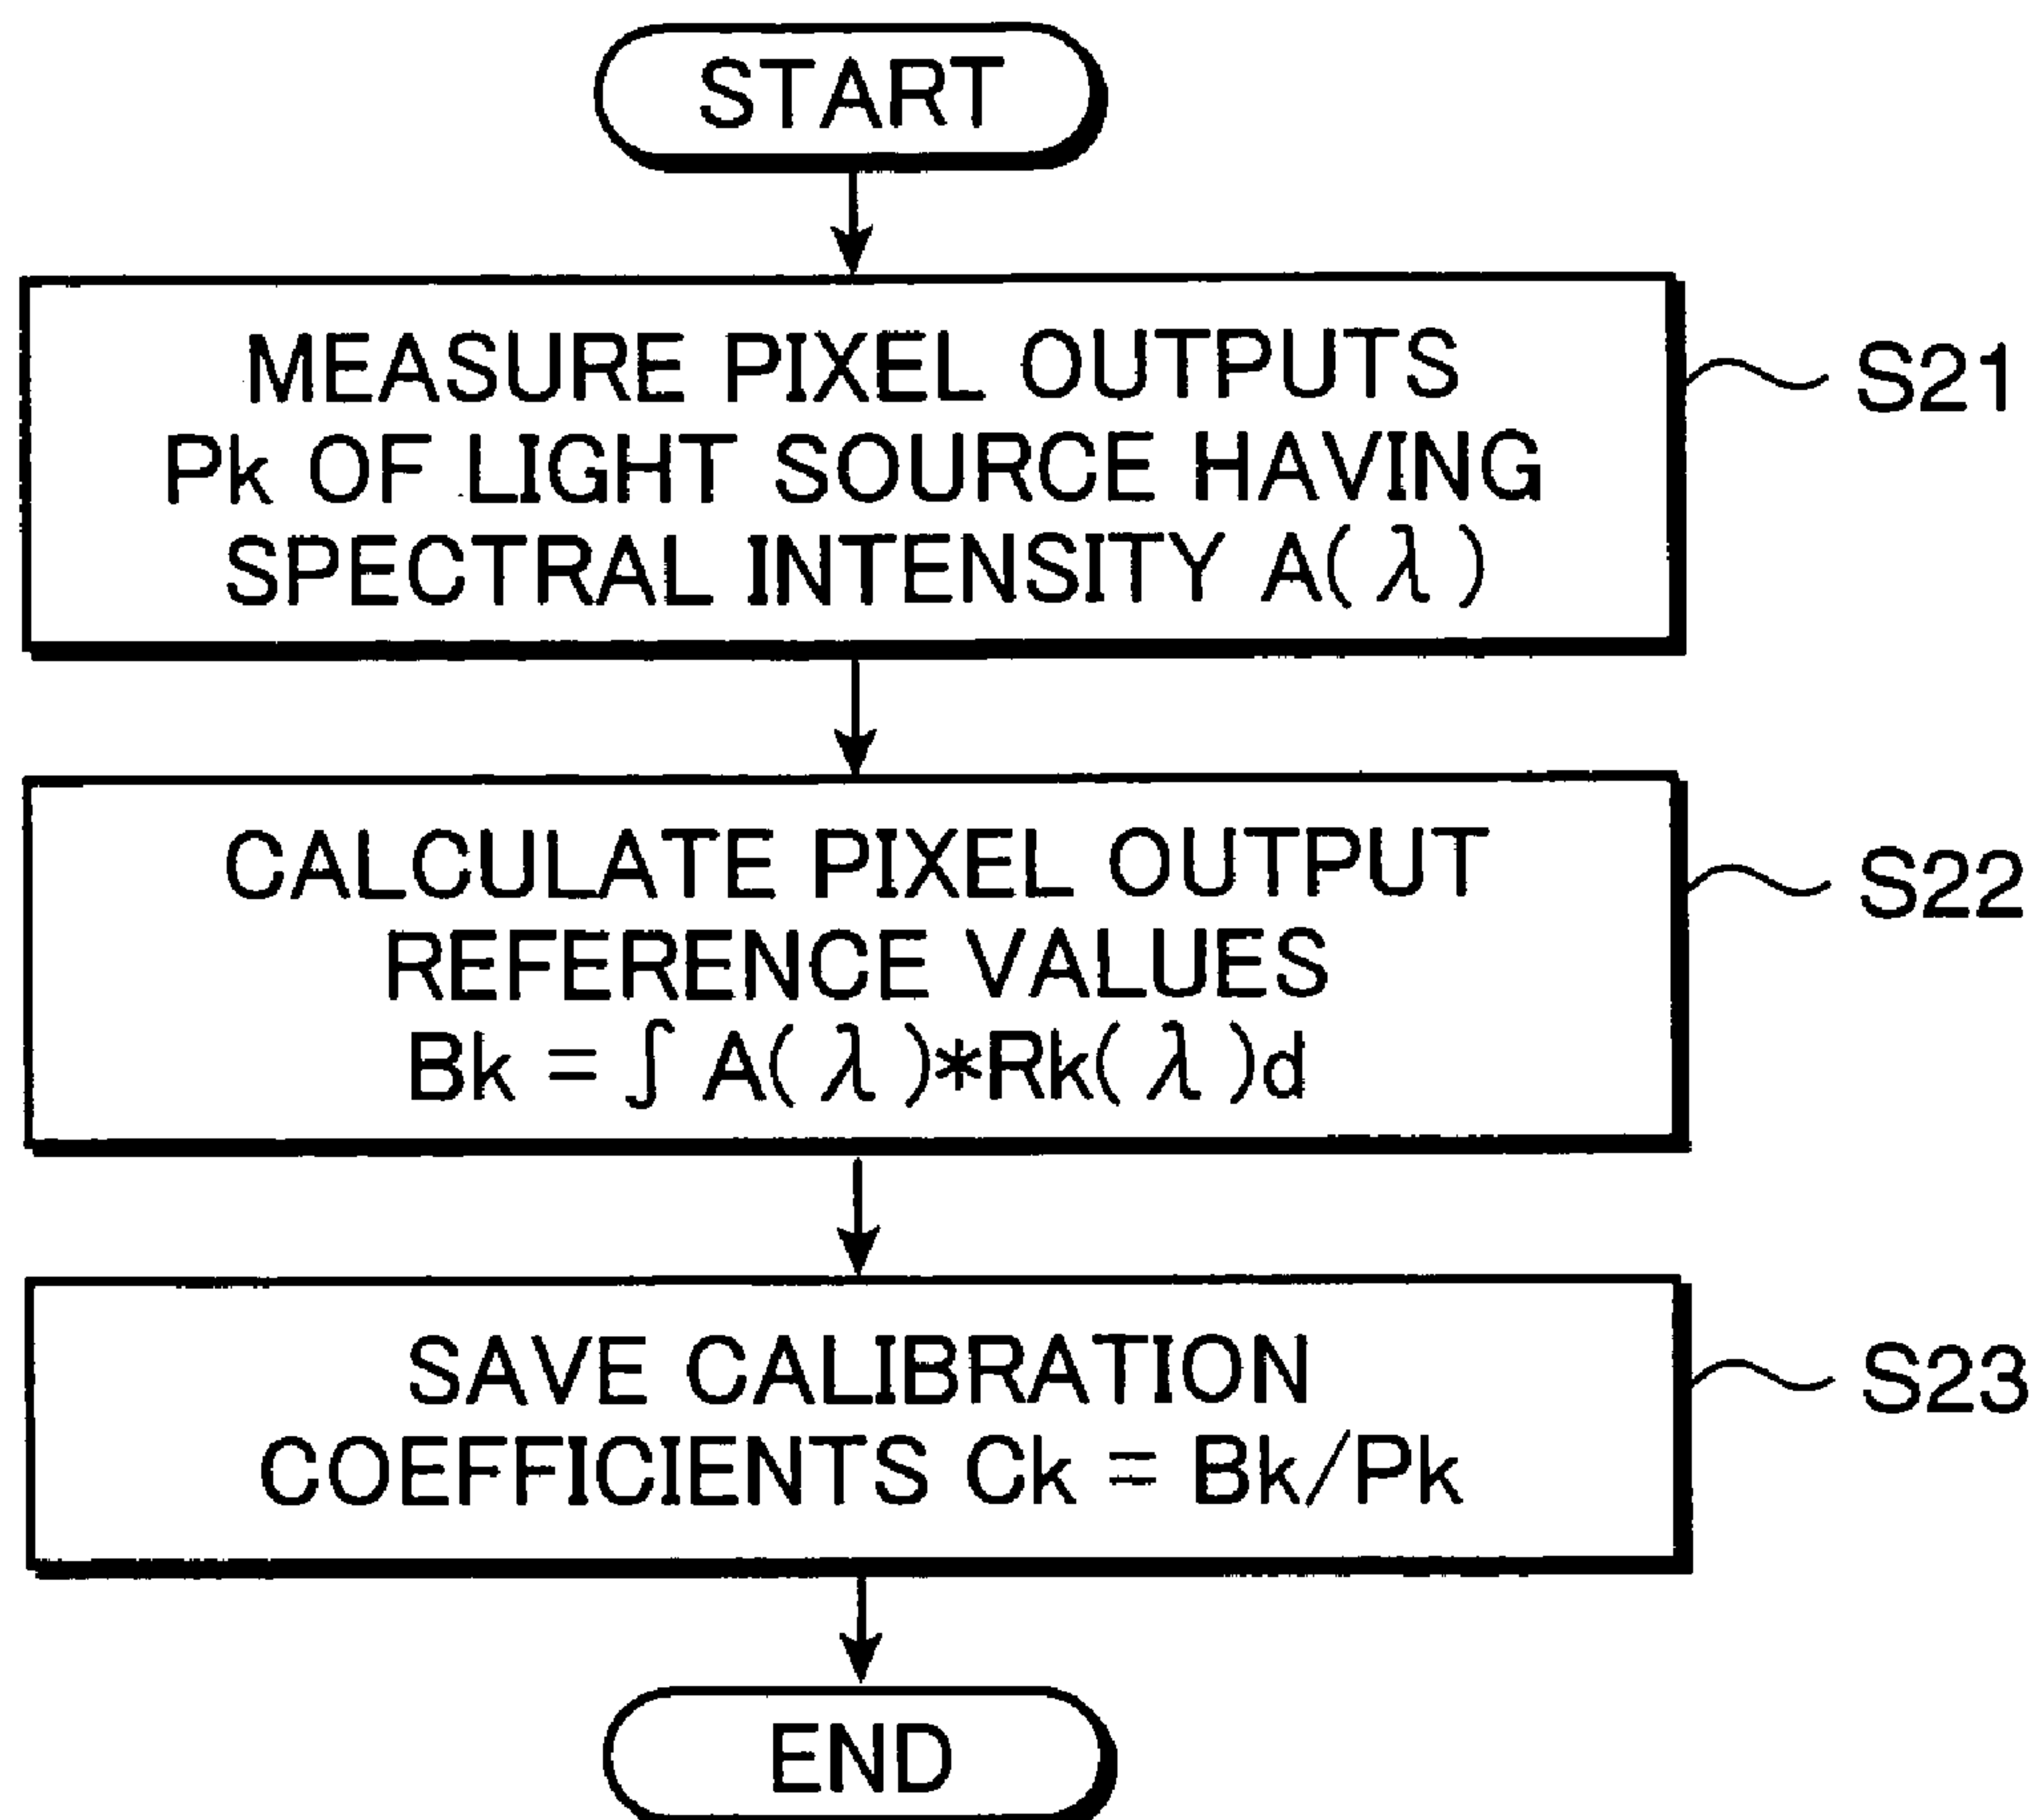 START
MEASURE PIXEL OUTPUTS
Pk OF LIGHT SOURCE HAVING
SPECTRAL INTENSITY A(λ)
S21
CALCULATE PIXEL OUTPUT
REFERENCE VALUES
Bk = ∫ A(λ)*Rk(λ)d
S22
SAVE CALIBRATION
COEFFICIENTS Ck = Bk/Pk
S23
END